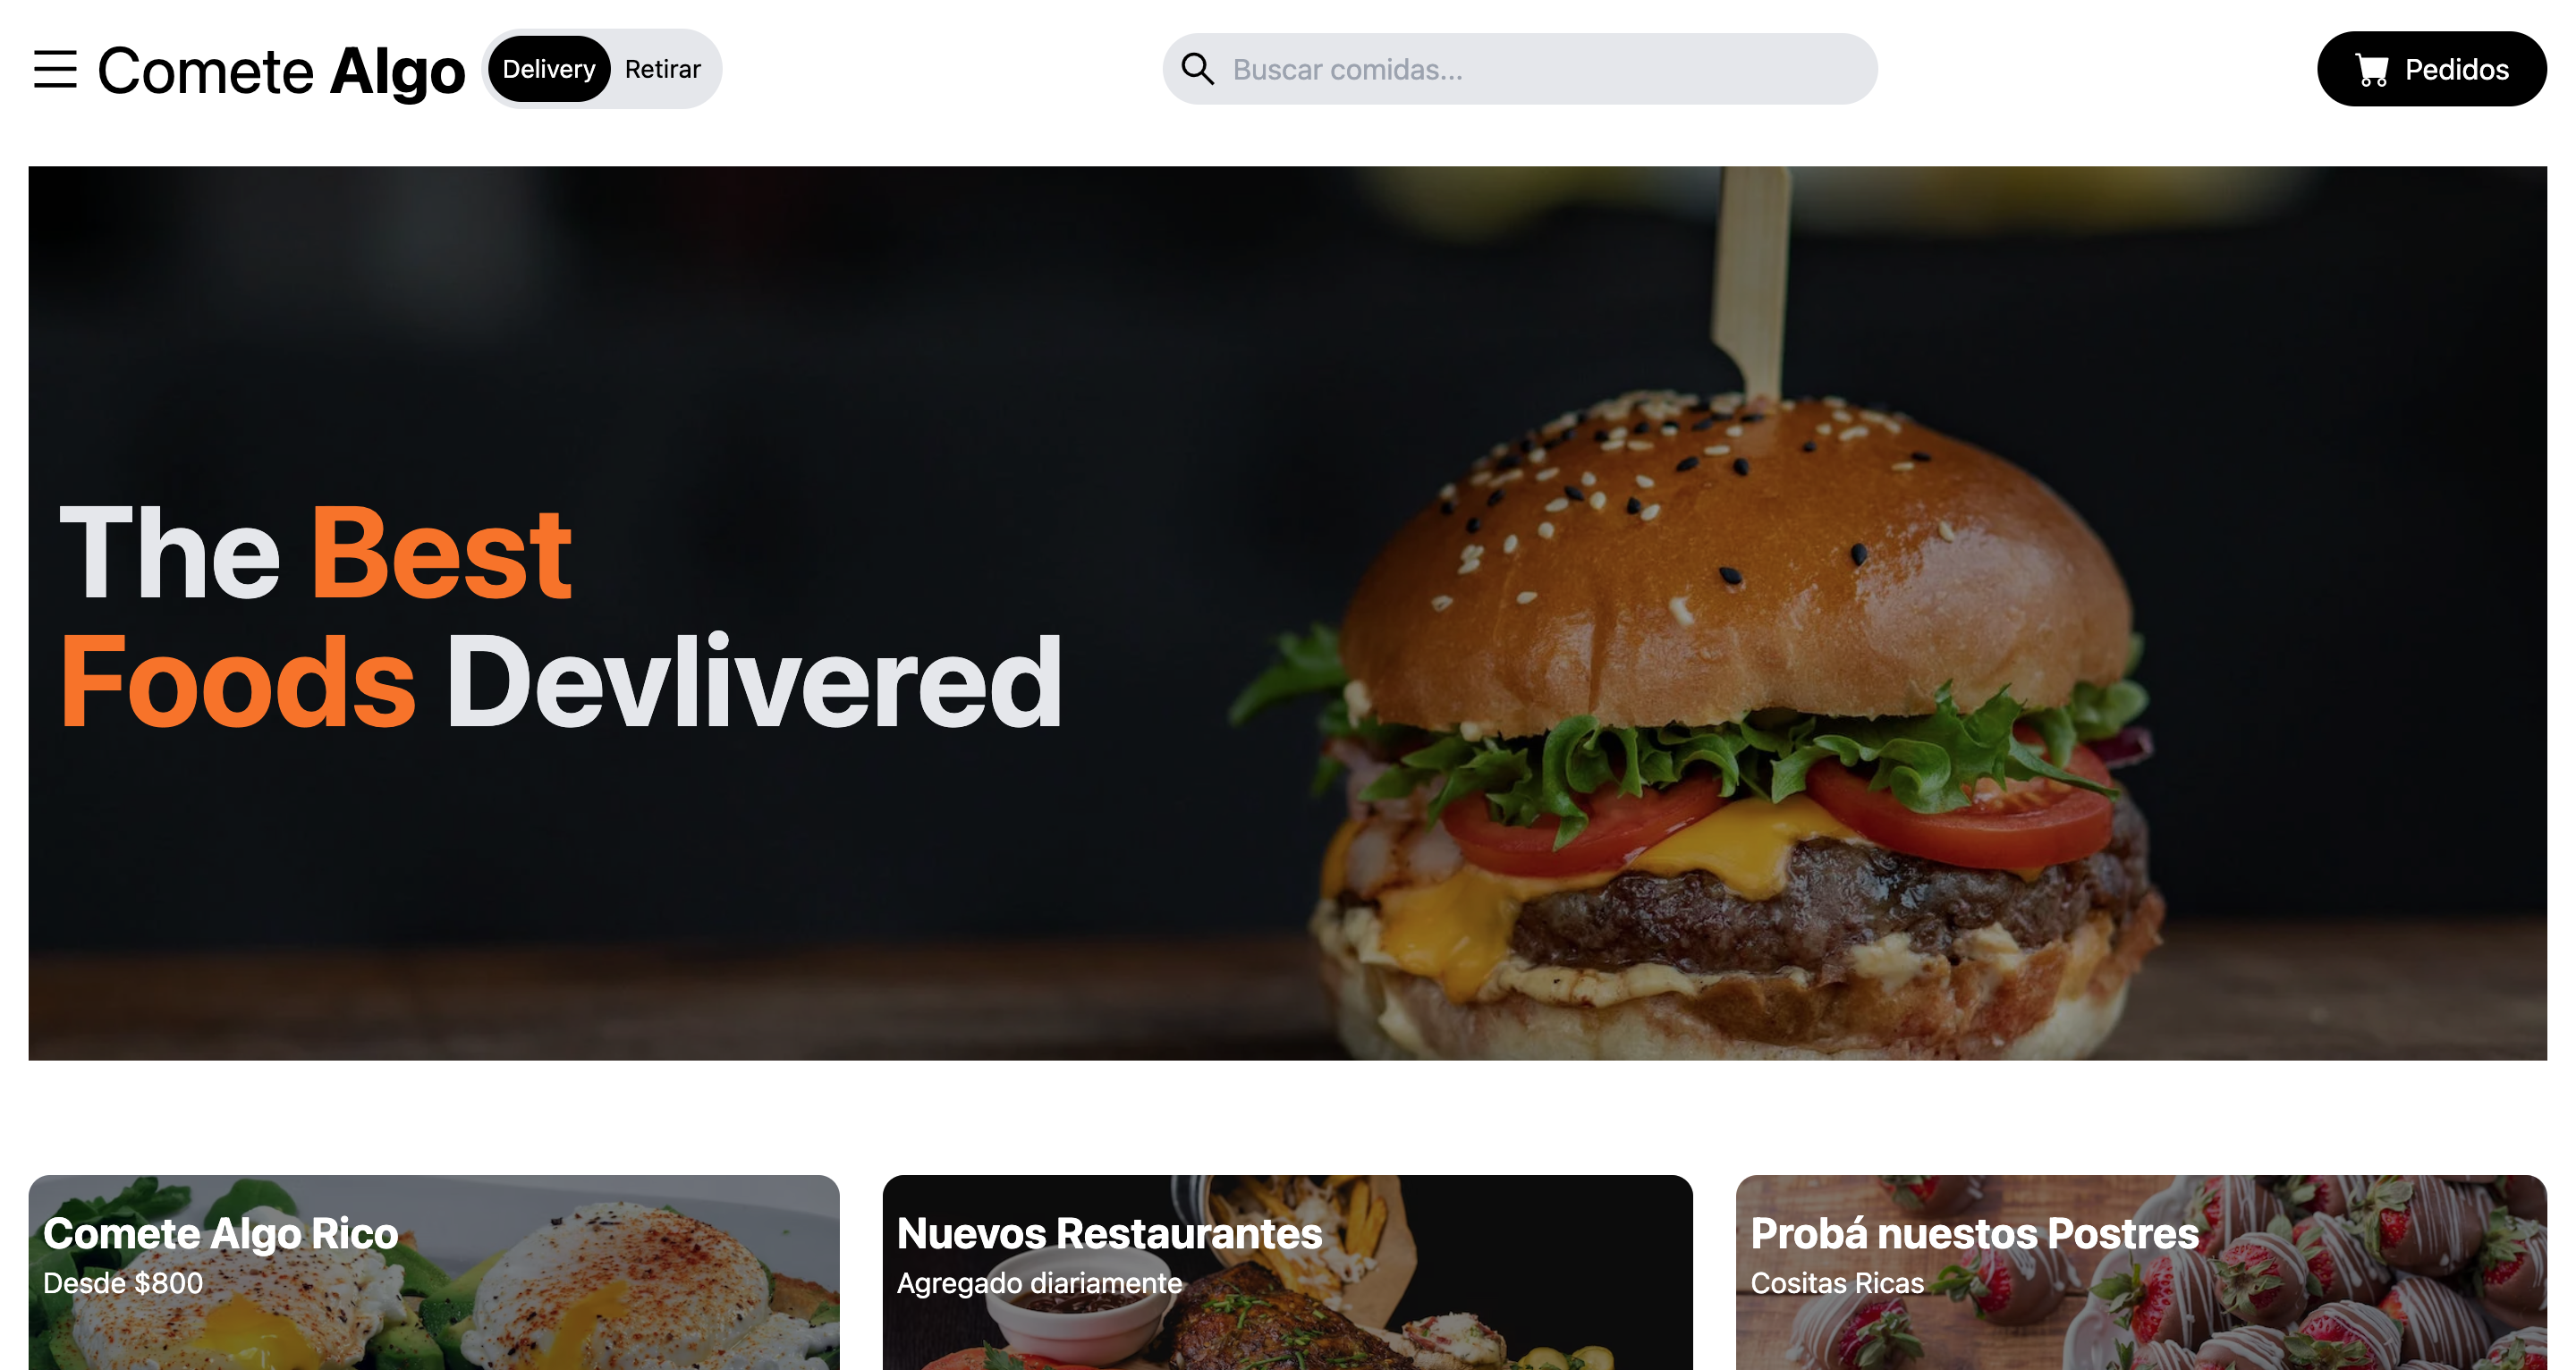 Comete Algo
Delivery Retirar
Buscar comidas...
Pedidos
The Best
Foods Devlivered
Comete Algo Rico
Desde $800
Nuevos Restaurantes
Agregado diariamente
Probá nuestos Postres
Cositas Ricas